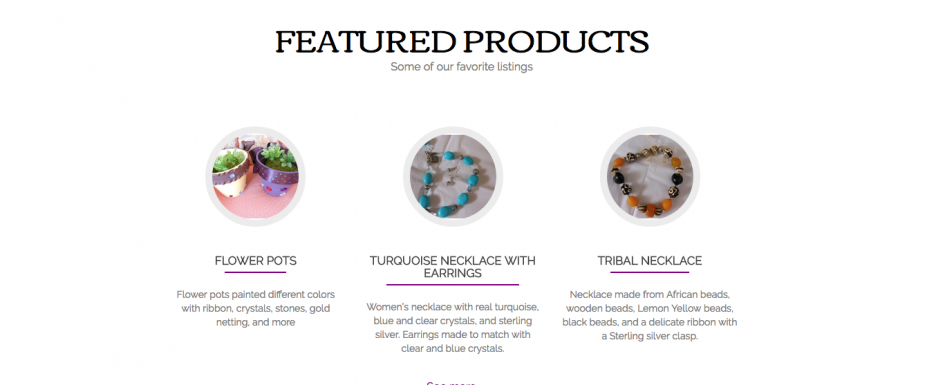 FEATURED PRODUCTS
Some of our favorite listings
FLOWER POTS
Flower pots painted different colors
with ribbon, crystals, stones, gold
netting, and more
TURQUOISE NECKLACE WITH
EARRINGS
Women's necklace with real turquoise,
blue and clear crystals, and sterling
silver. Earrings made to match with
clear and blue crystals.
TRIBAL NECKLACE
Necklace made from African beads,
wooden beads, Lemon Yellow beads,
black beads, and a delicate ribbon with
a Sterling silver clasp.
See more